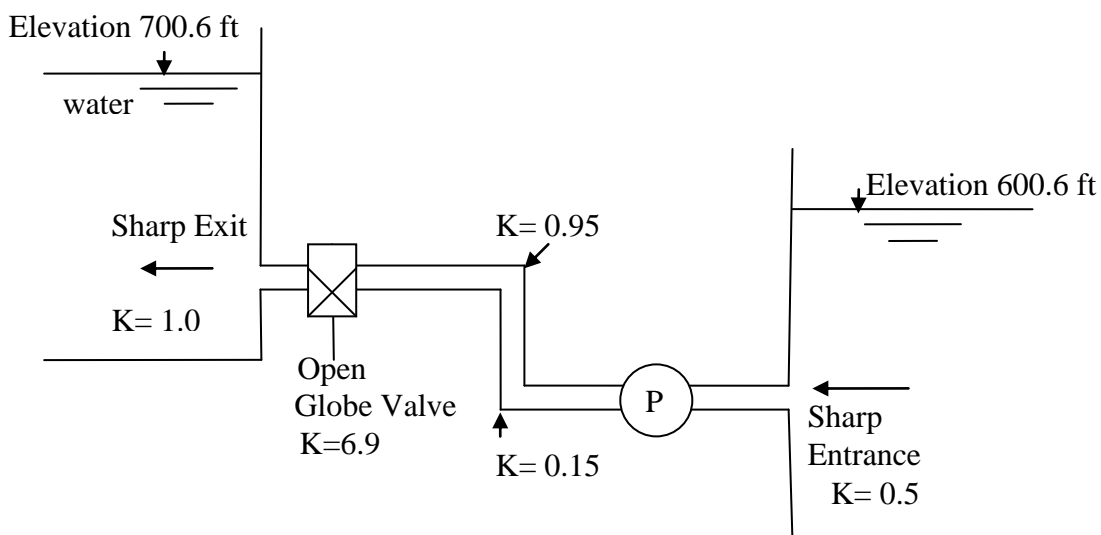 Elevation 700.6 ft
water
Elevation 600.6 ft
Sharp Exit
K= 0.95
K= 1.0
Open
Globe Valve
K=6.9
P
Sharp
Entrance
K= 0.5
K= 0.15